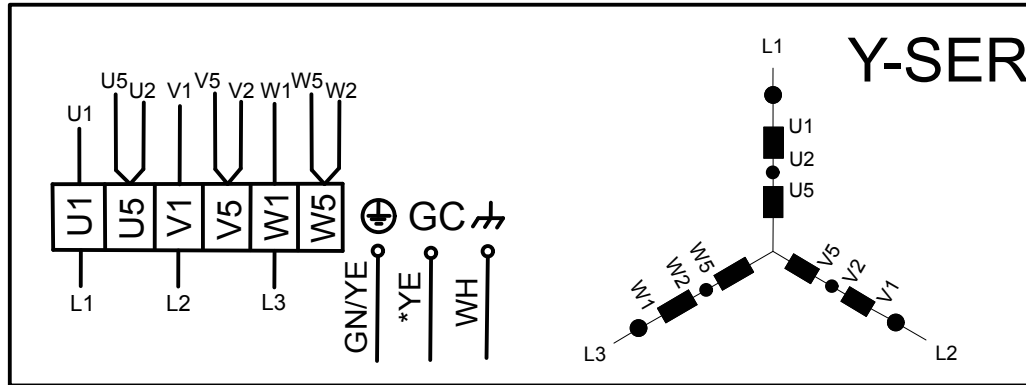 Y-SER
U1 U5 U2 V1 V5 V2 W1 W5 W2
U1 U5 V1 V5 W1 W5
GC
L1 L2 L3
GN/YE *YE WH
L1
U1
U2
U5
W5 W2 W1
V5 V2 V1
L3 L2